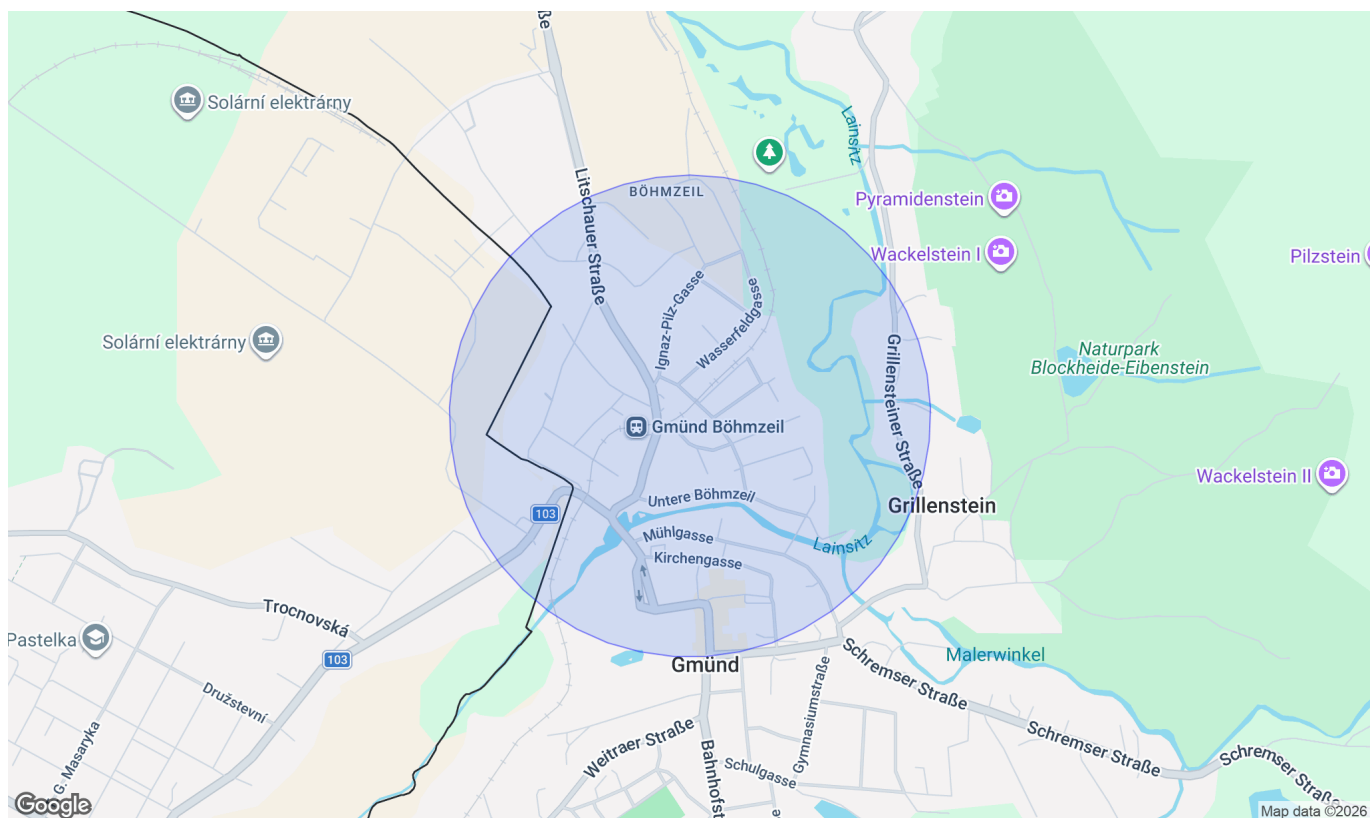 ße
Solární elektrárny
Lainsitz
BÖHMZEIL
Litschauer Straße
Pyramidenstein
Wackelstein I
Pilzstein
Ignaz-Pilz-Gasse
Wasserfeldgasse
Solární elektrárny
Naturpark
Blockheide-Eibenstein
Grillensteiner Straße
Gmünd Böhmzeil
Wackelstein II
Untere Böhmzeil
Grillenstein
103
Mühlgasse
Lainsitz
Kirchengasse
Trocnovská
Pastelka
103
Gmünd
Malerwinkel
Družstevní
Schremser Straße
Gymnasiumstraße
Weitraer Straße
Schremser Straße
Schremser Straße
G. Masaryka
Bahnhofst
Schulgasse
Google
Map data ©2026